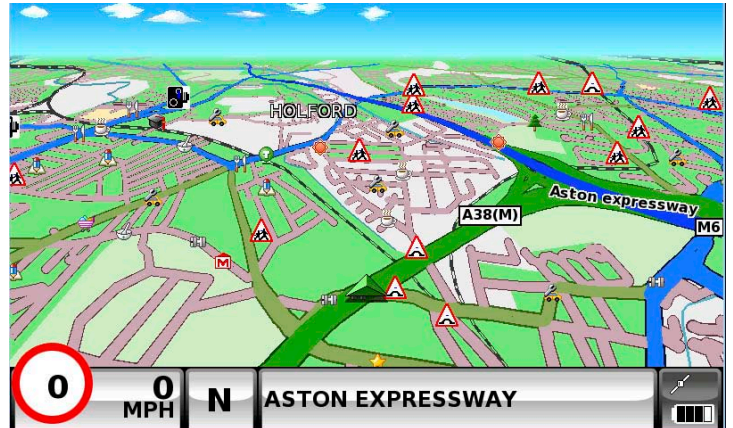 HOLFORD
Aston expressway
A38(M)
M6
M
0
0
MPH
N
ASTON EXPRESSWAY